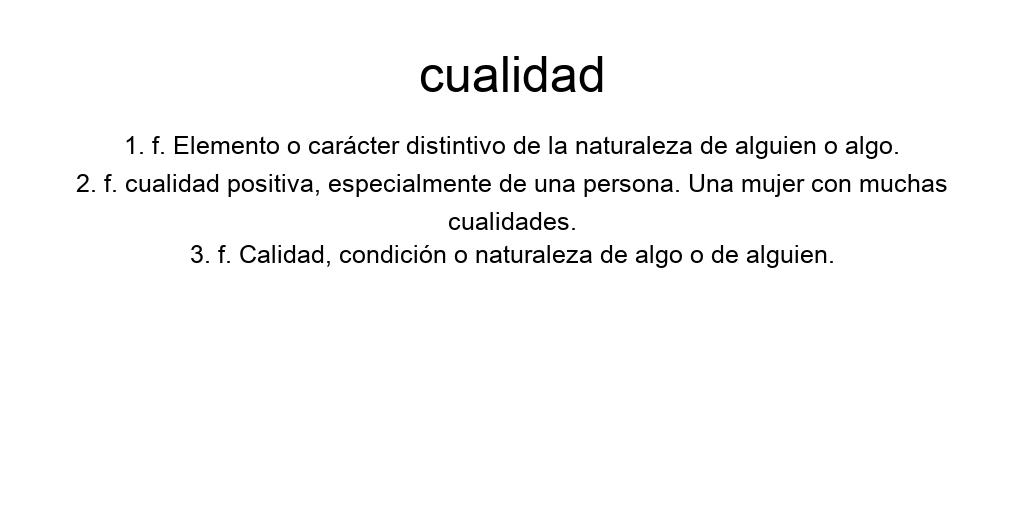 cualidad
1. f. Elemento o carácter distintivo de la naturaleza de alguien o algo.
2. f. cualidad positiva, especialmente de una persona. Una mujer con muchas
cualidades.
3. f. Calidad, condición o naturaleza de algo o de alguien.